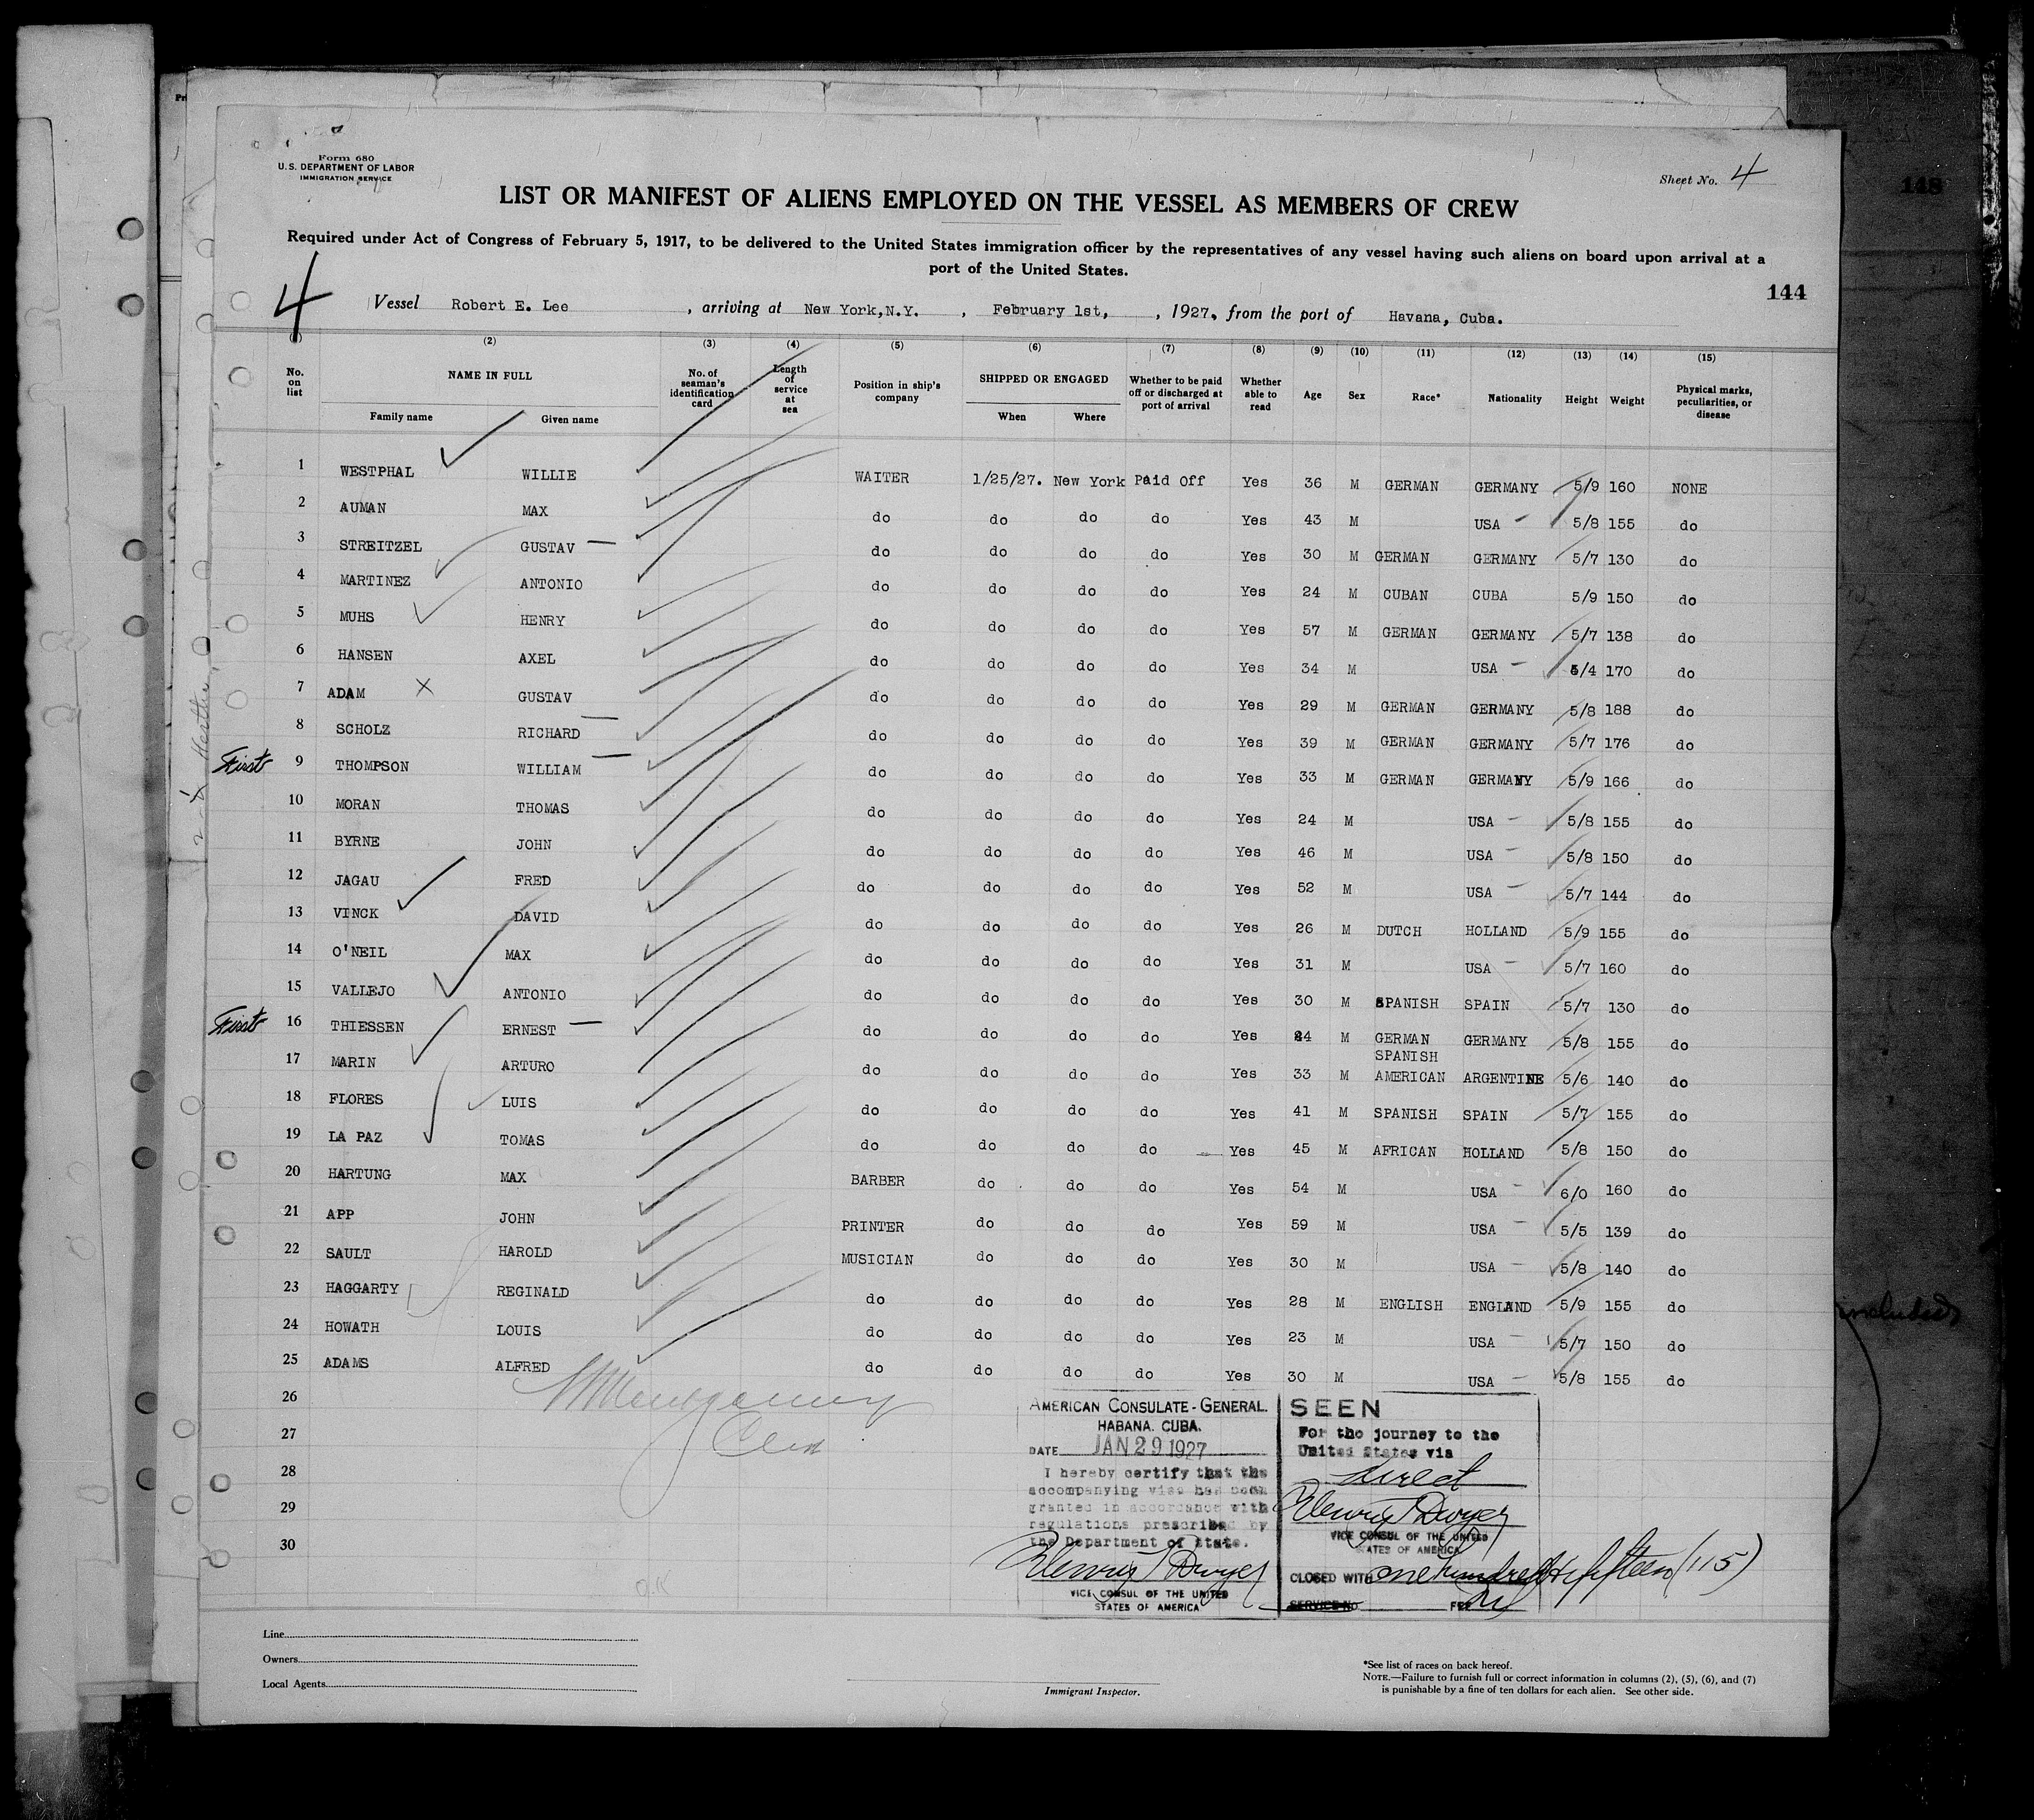 Form 680
U.S. DEPARTMENT OF LABOR
IMMIGRATION SERVICE
Sheet No. 4
148
LIST OR MANIFEST OF ALIENS EMPLOYED ON THE VESSEL AS MEMBERS OF CREW
Required under Act of Congress of February 5, 1917, to be delivered to the United States immigration officer by the representatives of any vessel having such aliens on board upon arrival at a
port of the United States.
144
4
Vessel Robert E. Lee , arriving at New York,N.Y. , February 1st, , 1927, from the port of Havana, Cuba.
(2) (3) (4) (5) (6) (7) (8) (9) (10) (11) (12) (13) (14) (15)
No. on list NAME IN FULL Family name Given name No. of seaman's identification card Length of service at sea Position in ship's company SHIPPED OR ENGAGED When Where Whether to be paid off or discharged at port of arrival Whether able to read Age Sex Race* Nationality Height Weight Physical marks, peculiarities, or disease
1 WESTPHAL WILLIE WAITER 1/25/27. New York Paid Off Yes 36 M GERMAN GERMANY 5/9 160 NONE
2 AUMAN MAX do do do do Yes 43 M USA - 5/8 155 do
3 STREITZEL GUSTAV — do do do do Yes 30 M GERMAN GERMANY 5/7 130 do
4 MARTINEZ ANTONIO do do do do Yes 24 M CUBAN CUBA 5/9 150 do
5 MUHS HENRY do do do do Yes 57 M GERMAN GERMANY 5/7 138 do
6 HANSEN AXEL do do do do Yes 34 M USA - 5/4 170 do
7 ADAM X GUSTAV do do do do Yes 29 M GERMAN GERMANY 5/8 188 do
8 SCHOLZ RICHARD — do do do do Yes 39 M GERMAN GERMANY 5/7 176 do
First 9 THOMPSON WILLIAM — do do do do Yes 33 M GERMAN GERMANY 5/9 166 do
10 MORAN THOMAS do do do do Yes 24 M USA - 5/8 155 do
11 BYRNE JOHN do do do do Yes 46 M USA - 5/8 150 do
12 JAGAU FRED do do do do Yes 52 M USA - 5/7 144 do
13 VINCK DAVID do do do do Yes 26 M DUTCH HOLLAND 5/9 155 do
14 O'NEIL MAX do do do do Yes 31 M USA - 5/7 160 do
15 VALLEJO ANTONIO do do do do Yes 30 M SPANISH SPAIN 5/7 130 do
First 16 THIESSEN ERNEST — do do do do Yes 24 M GERMAN GERMANY 5/8 155 do
17 MARIN ARTURO do do do do Yes 33 M SPANISH AMERICAN ARGENTINE 5/6 140 do
18 FLORES LUIS do do do do Yes 41 M SPANISH SPAIN 5/7 155 do
19 LA PAZ TOMAS do do do do Yes 45 M AFRICAN HOLLAND 5/8 150 do
20 HARTUNG MAX BARBER do do do Yes 54 M USA - 6/0 160 do
21 APP JOHN PRINTER do do do Yes 59 M USA - 5/5 139 do
22 SAULT HAROLD MUSICIAN do do do Yes 30 M USA - 5/8 140 do
23 HAGGARTY REGINALD do do do do Yes 28 M ENGLISH ENGLAND 5/9 155 do
24 HOWATH LOUIS do do do do Yes 23 M USA - 5/7 150 do
25 ADAMS ALFRED do do do do Yes 30 M USA - 5/8 155 do
26
27
28
29
30
Montgomery
AMERICAN CONSULATE-GENERAL.
HABANA. CUBA.
DATE JAN 29 1927
I hereby certify that the
accompanying visa has been
granted in accordance with
regulations prescribed by
the Department of State.
Henry T Dwyer
VICE CONSUL OF THE UNITED
STATES OF AMERICA
SEEN
For the journey to the
United States via
direct
Henry T Dwyer
VICE CONSUL OF THE UNITED
STATES OF AMERICA
CLOSED WITH one hundred & fifteen (115)
SERVICE NO FEE
O.K
included
Line
Owners
Local Agents
Immigrant Inspector.
*See list of races on back hereof.
NOTE.—Failure to furnish full or correct information in columns (2), (5), (6), and (7)
is punishable by a fine of ten dollars for each alien. See other side.